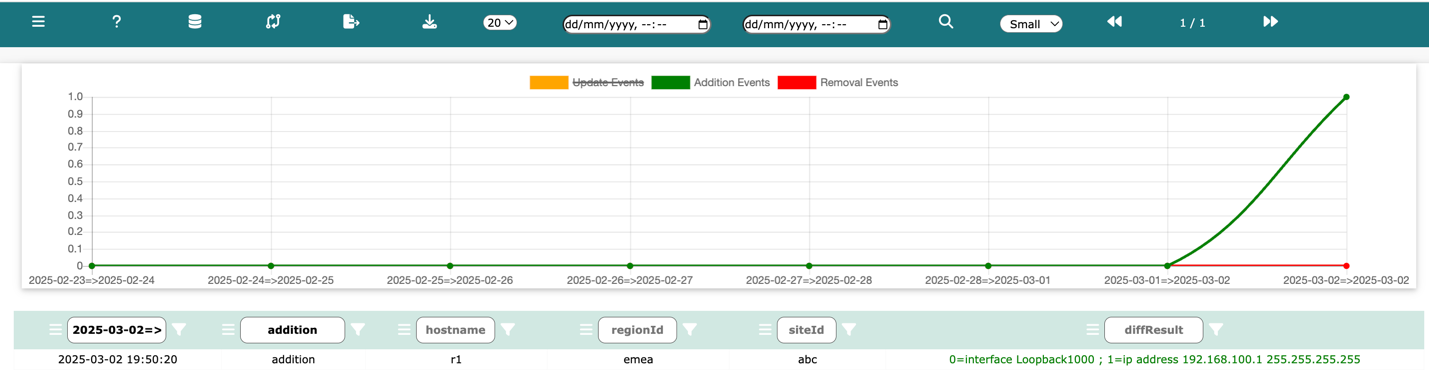 ? 20 dd/mm/yyyy, --:-- dd/mm/yyyy, --:-- Small 1 / 1
Update Events Addition Events Removal Events
1.0
0.9
0.8
0.7
0.6
0.5
0.4
0.3
0.2
0.1
0
2025-02-23=>2025-02-24 2025-02-24=>2025-02-25 2025-02-25=>2025-02-26 2025-02-26=>2025-02-27 2025-02-27=>2025-02-28 2025-02-28=>2025-03-01 2025-03-01=>2025-03-02 2025-03-02=>2025-03-02
2025-03-02=> addition hostname regionId siteId diffResult
2025-03-02 19:50:20 addition r1 emea abc 0=interface Loopback1000 ; 1=ip address 192.168.100.1 255.255.255.255